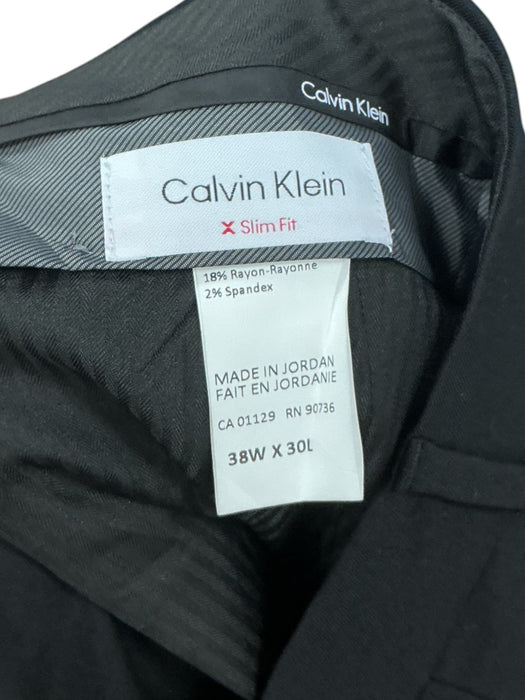 Calvin Klein
Calvin Klein
X Slim Fit
18% Rayon-Rayonne
2% Spandex
MADE IN JORDAN
FAIT EN JORDANIE
CA 01129 RN 90736
38W X 30L